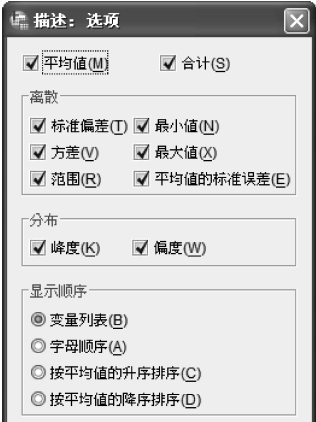 描述：选项
平均值(M) 合计(S)
离散
标准偏差(T) 最小值(N)
方差(V) 最大值(X)
范围(R) 平均值的标准误差(E)
分布
峰度(K) 偏度(W)
显示顺序
变量列表(B)
字母顺序(A)
按平均值的升序排序(C)
按平均值的降序排序(D)